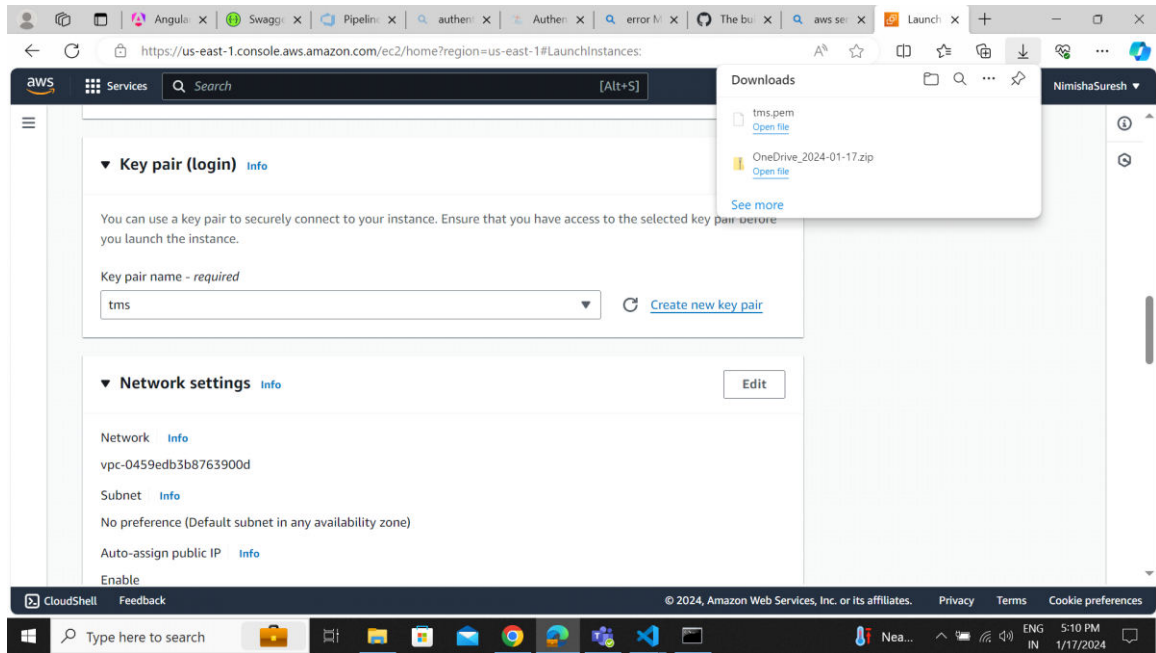 Angula
Swagge
Pipeline
authent
Authen
error M
The bu
aws ser
Launch
https://us-east-1.console.aws.amazon.com/ec2/home?region=us-east-1#LaunchInstances:
aws
Services
Search
[Alt+S]
NimishaSuresh
Downloads
tms.pem
Open file
OneDrive_2024-01-17.zip
Open file
See more
Key pair (login) Info
You can use a key pair to securely connect to your instance. Ensure that you have access to the selected key pair before
you launch the instance.
Key pair name - required
tms
Create new key pair
Network settings Info
Edit
Network Info
vpc-0459edb3b8763900d
Subnet Info
No preference (Default subnet in any availability zone)
Auto-assign public IP Info
Enable
CloudShell Feedback
© 2024, Amazon Web Services, Inc. or its affiliates. Privacy Terms Cookie preferences
Type here to search
Nea...
ENG
IN
5:10 PM
1/17/2024